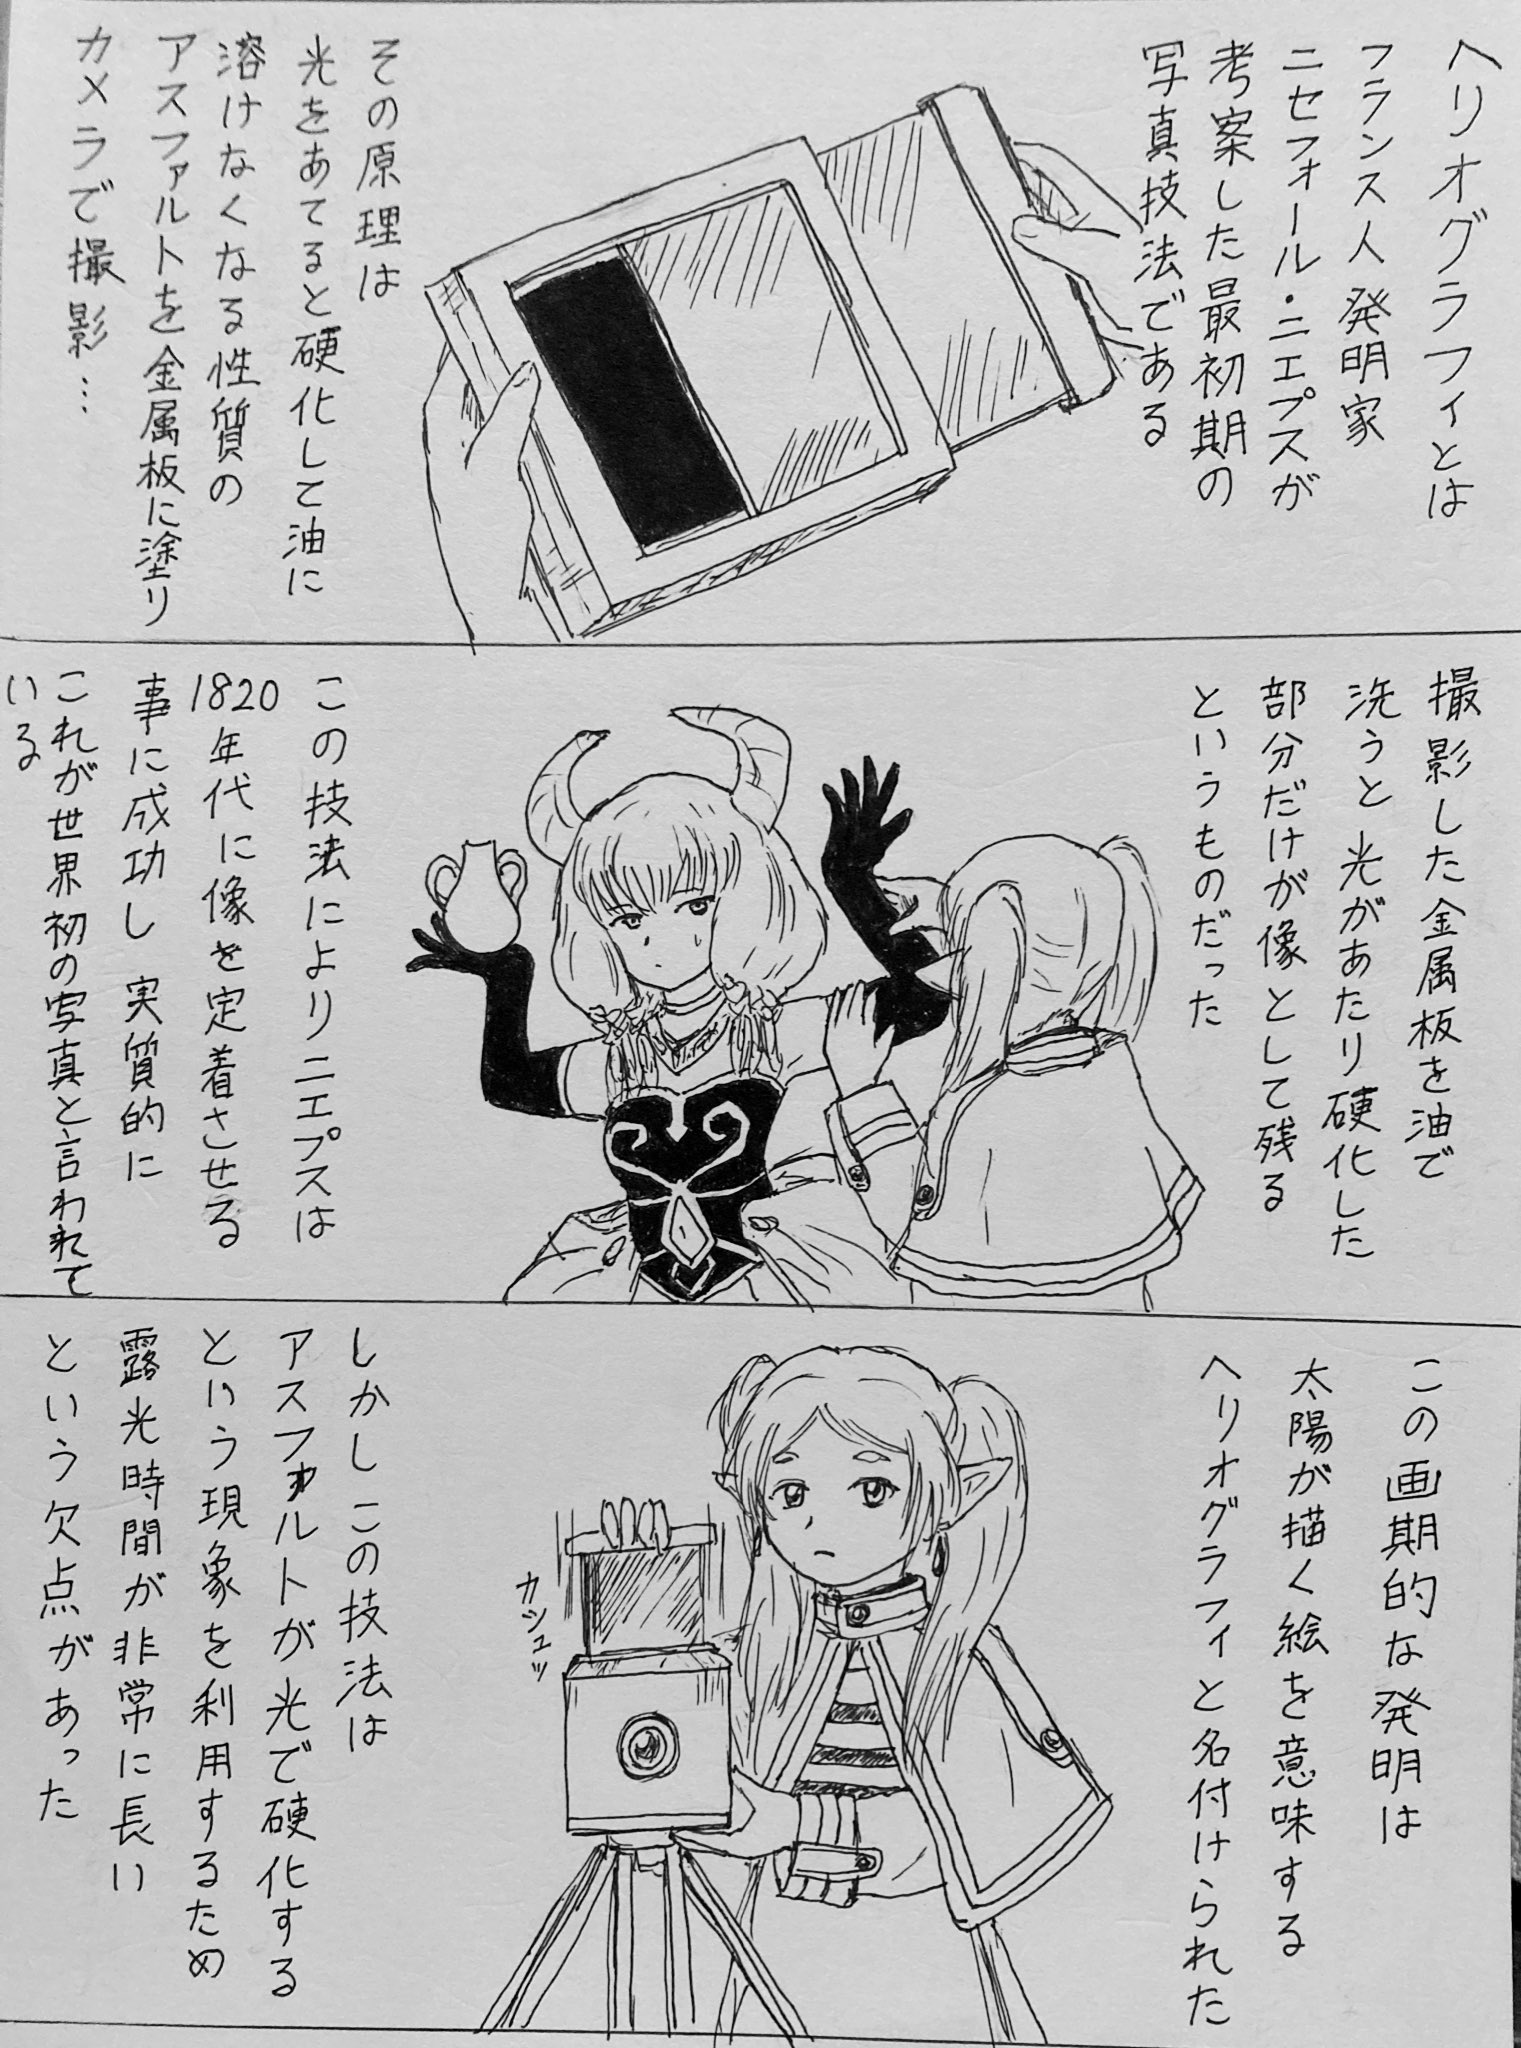 ヘリオグラフィとは
フランス人発明家
ニセフォール・ニエプスが
考案した最初期の
写真技法である
その原理は
光をあてると硬化して油に
溶けなくなる性質の
アスファルトを金属板に塗り
カメラで撮影…
撮影した金属板を油で
洗うと光があたり硬化した
部分だけが像として残る
というものだった
この技法によりニエプスは
1820年代に像を定着させる
事に成功し実質的に
これが世界初の写真と言われて
いる
この画期的な発明は
太陽が描く絵を意味する
ヘリオグラフィと名付けられた
カシュッ
しかしこの技法は
アスファルトが光で硬化する
という現象を利用するため
露光時間が非常に長い
という欠点があった